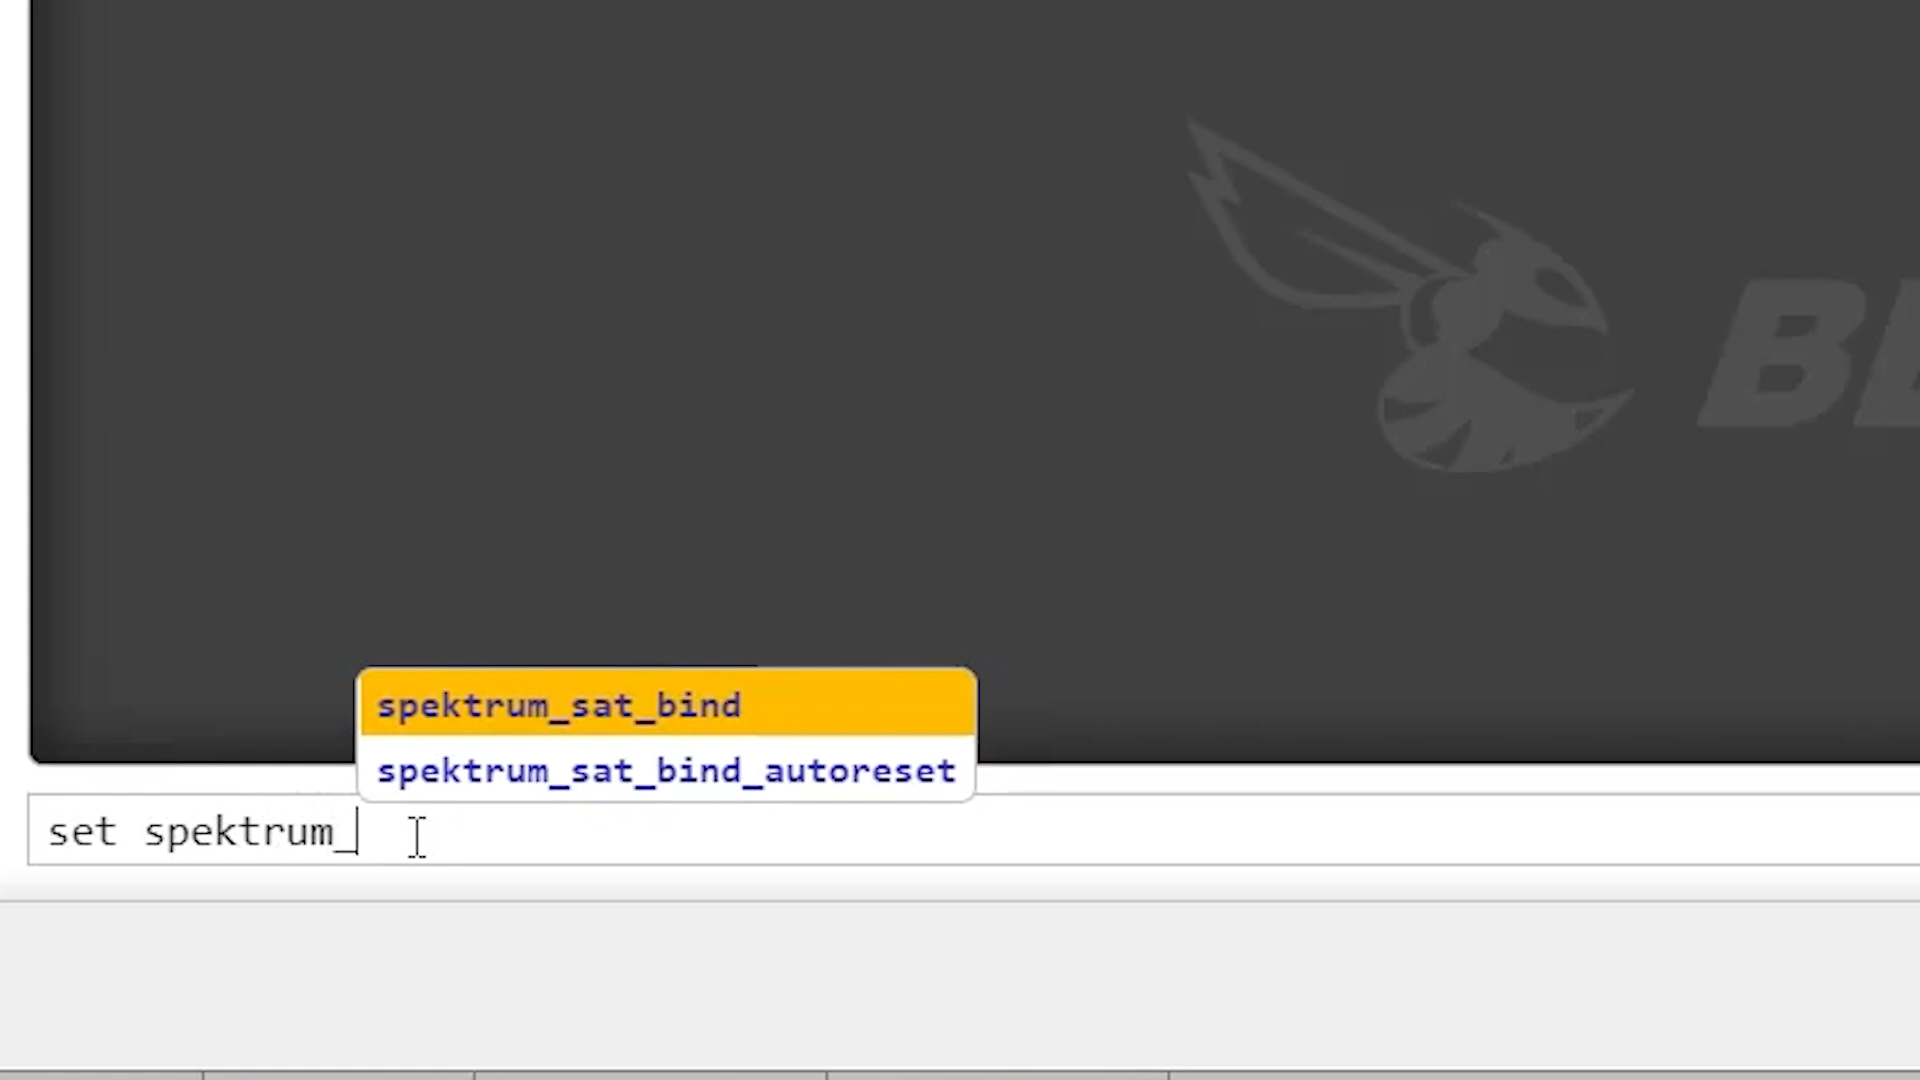 spektrum_sat_bind
spektrum_sat_bind_autoreset
set spektrum_